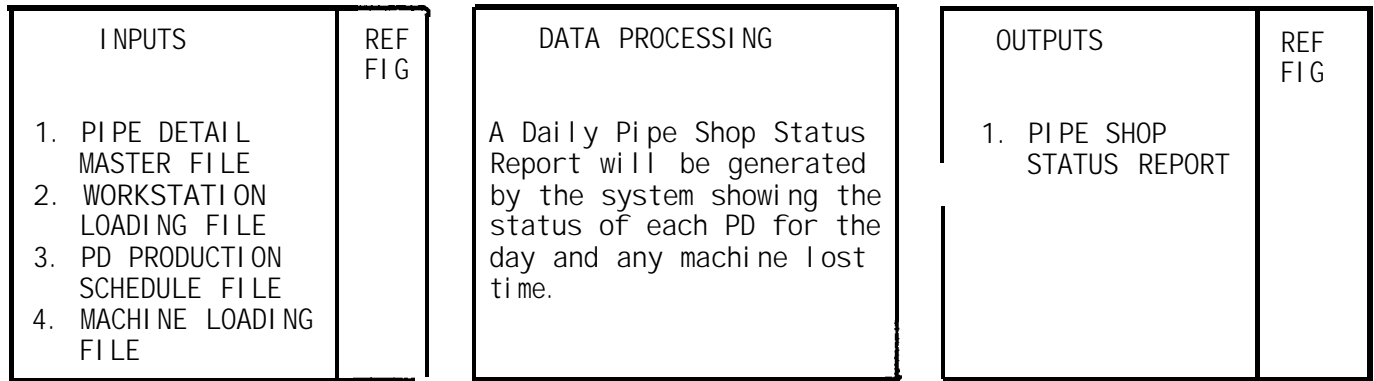 INPUTS
REF
FIG
1. PIPE DETAIL
MASTER FILE
2. WORKSTATION
LOADING FILE
3. PD PRODUCTION
SCHEDULE FILE
4. MACHINE LOADING
FILE
DATA PROCESSING
A Daily Pipe Shop Status
Report will be generated
by the system showing the
status of each PD for the
day and any machine lost
time.
OUTPUTS
REF
FIG
1. PIPE SHOP
STATUS REPORT